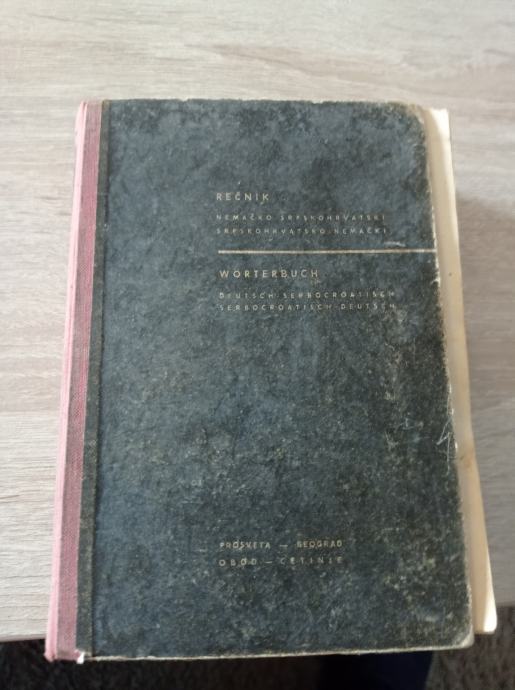 REČNIK
NEMAČKO-SRPSKOHRVATSKI
SRPSKOHRVATSKO-NEMAČKI
WÖRTERBUCH
DEUTSCH-SERBOCROATISCH
SERBOCROATISCH-DEUTSCH
PROSVETA — BEOGRAD
OBOD — CETINJE